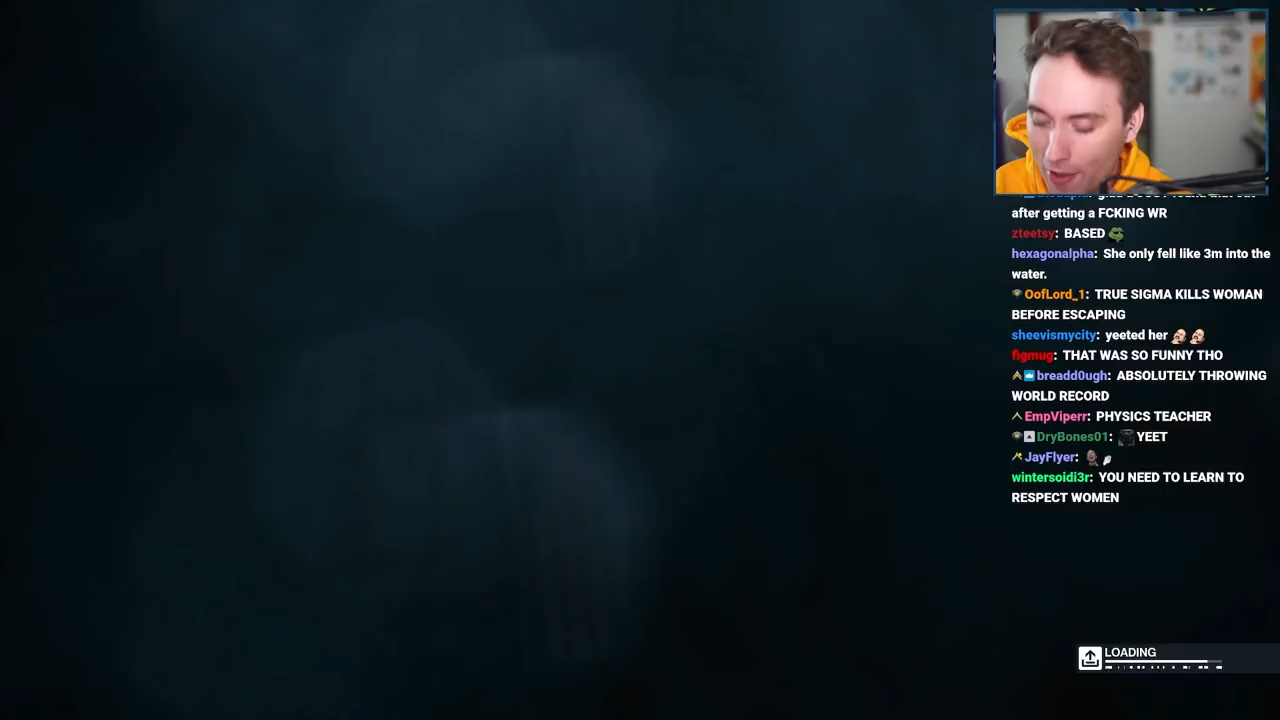 after getting a FCKING WR
zteetsy: BASED
hexagonalpha: She only fell like 3m into the
water.
OofLord_1: TRUE SIGMA KILLS WOMAN
BEFORE ESCAPING
sheevismycity: yeeted her
figmug: THAT WAS SO FUNNY THO
breadd0ugh: ABSOLUTELY THROWING
WORLD RECORD
EmpViperr: PHYSICS TEACHER
DryBones01: YEET
JayFlyer:
wintersoidi3r: YOU NEED TO LEARN TO
RESPECT WOMEN
LOADING